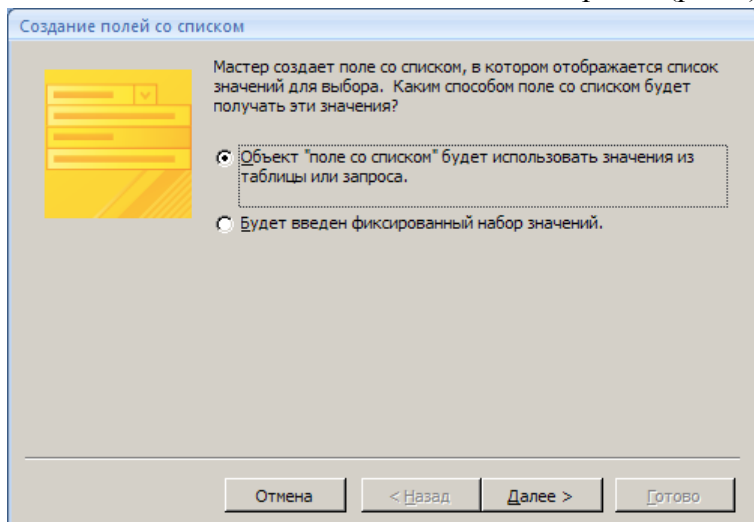 Создание полей со списком
Мастер создает поле со списком, в котором отображается список
значений для выбора. Каким способом поле со списком будет
получать эти значения?
Объект "поле со списком" будет использовать значения из
таблицы или запроса.
Будет введен фиксированный набор значений.
Отмена < Назад Далее > Готово